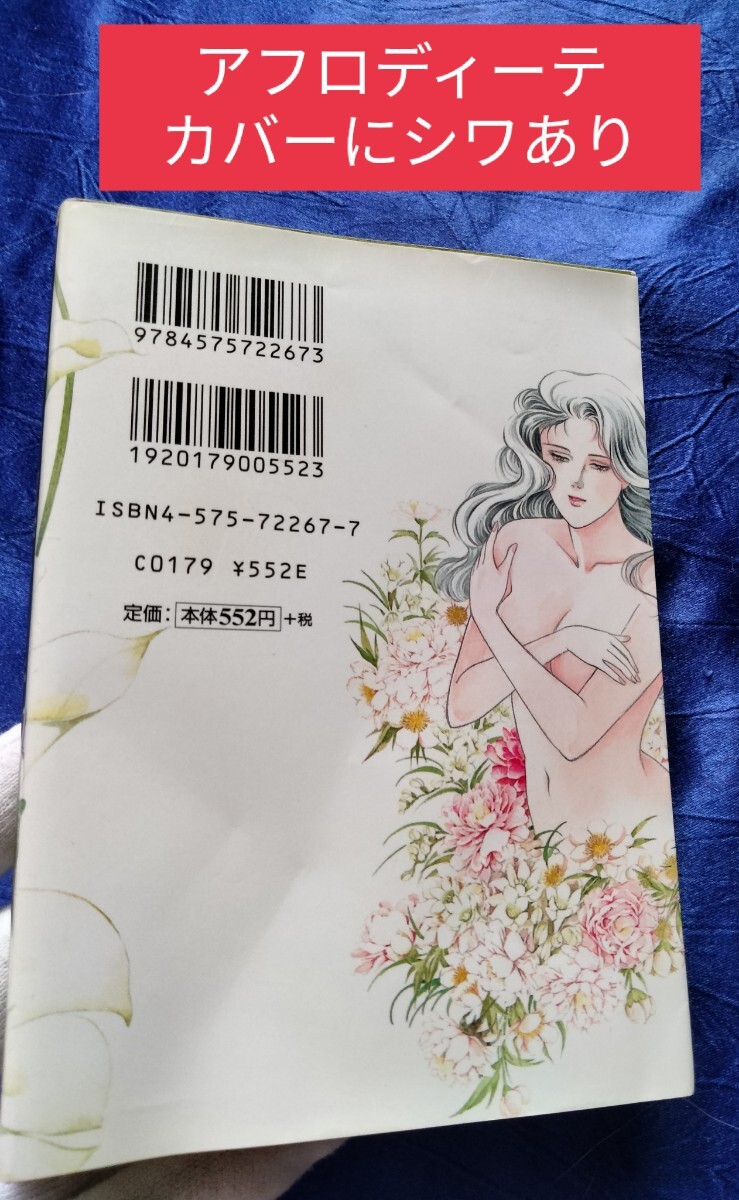 アフロディーテ
カバーにシワあり
9784575722673
1920179005523
ISBN4-575-72267-7
C0179 ¥552E
定価：本体552円+税